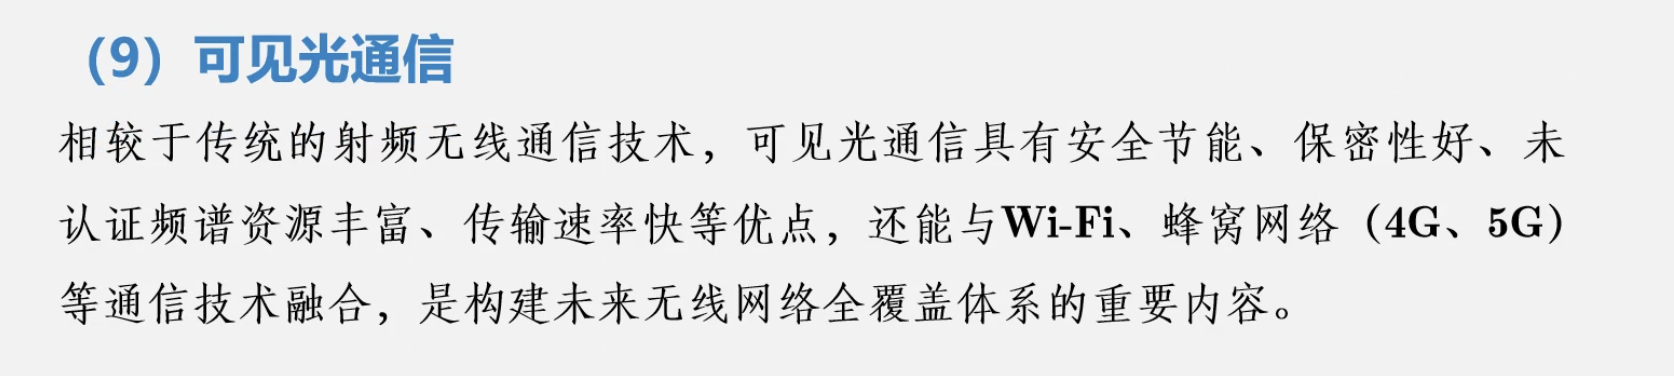 （9）可见光通信
相较于传统的射频无线通信技术，可见光通信具有安全节能、保密性好、未
认证频谱资源丰富、传输速率快等优点，还能与Wi-Fi、蜂窝网络（4G、5G）
等通信技术融合，是构建未来无线网络全覆盖体系的重要内容。